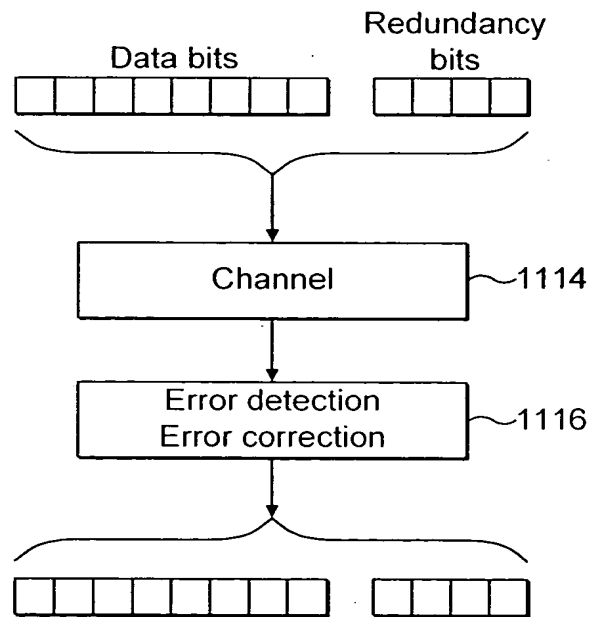 Data bits
Redundancy
bits
Channel
1114
Error detection
Error correction
1116